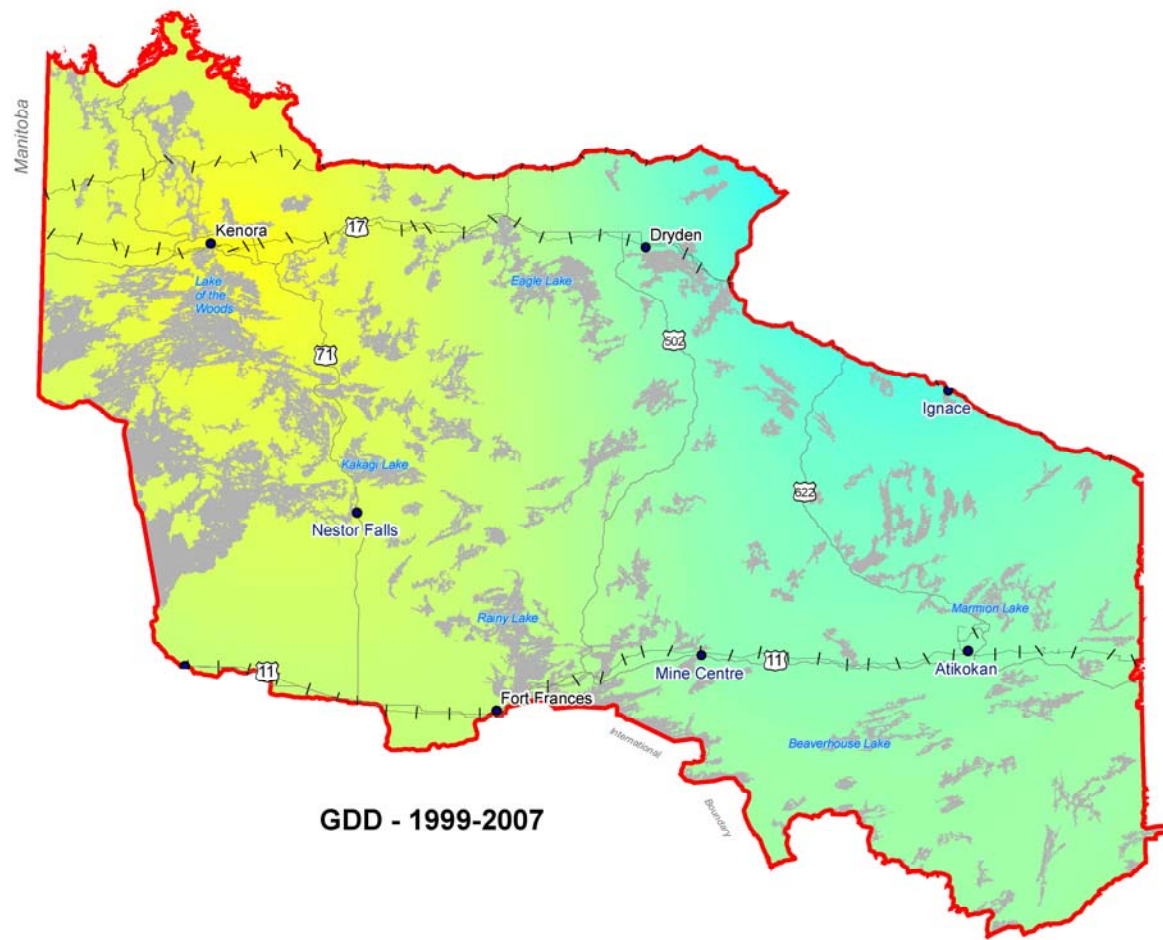 Manitoba
Kenora
17
Dryden
Lake
of the
Woods
Eagle Lake
71
502
Ignace
Kakagi Lake
622
Nestor Falls
Rainy Lake
Marmion Lake
11
Mine Centre
11
Atikokan
Fort Frances
International
Beaverhouse Lake
Boundary
GDD - 1999-2007